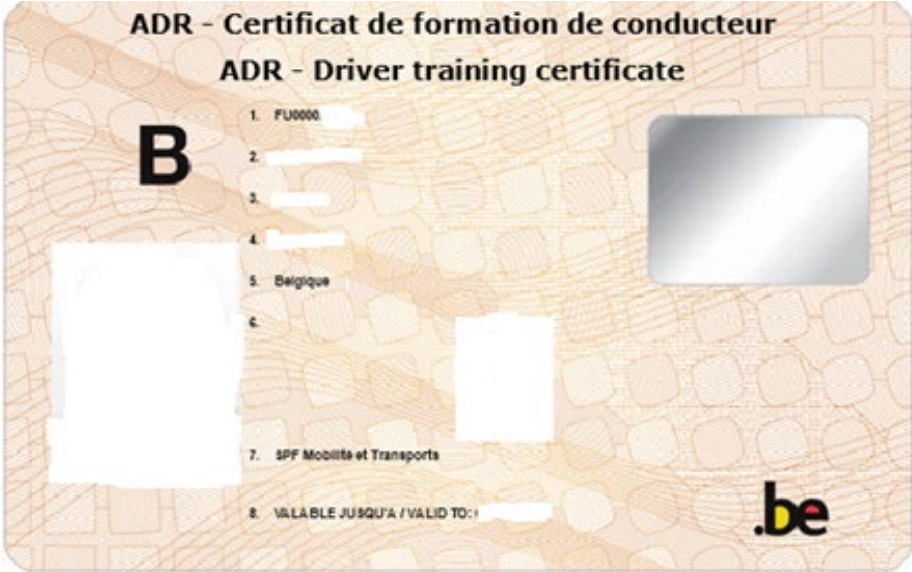 ADR - Certificat de formation de conducteur
ADR - Driver training certificate
B
1. FU0000
2.
3.
4.
5. Belgique
6.
7. SPF Mobilité et Transports
8. VALABLE JUSQU'A / VALID TO:
.be